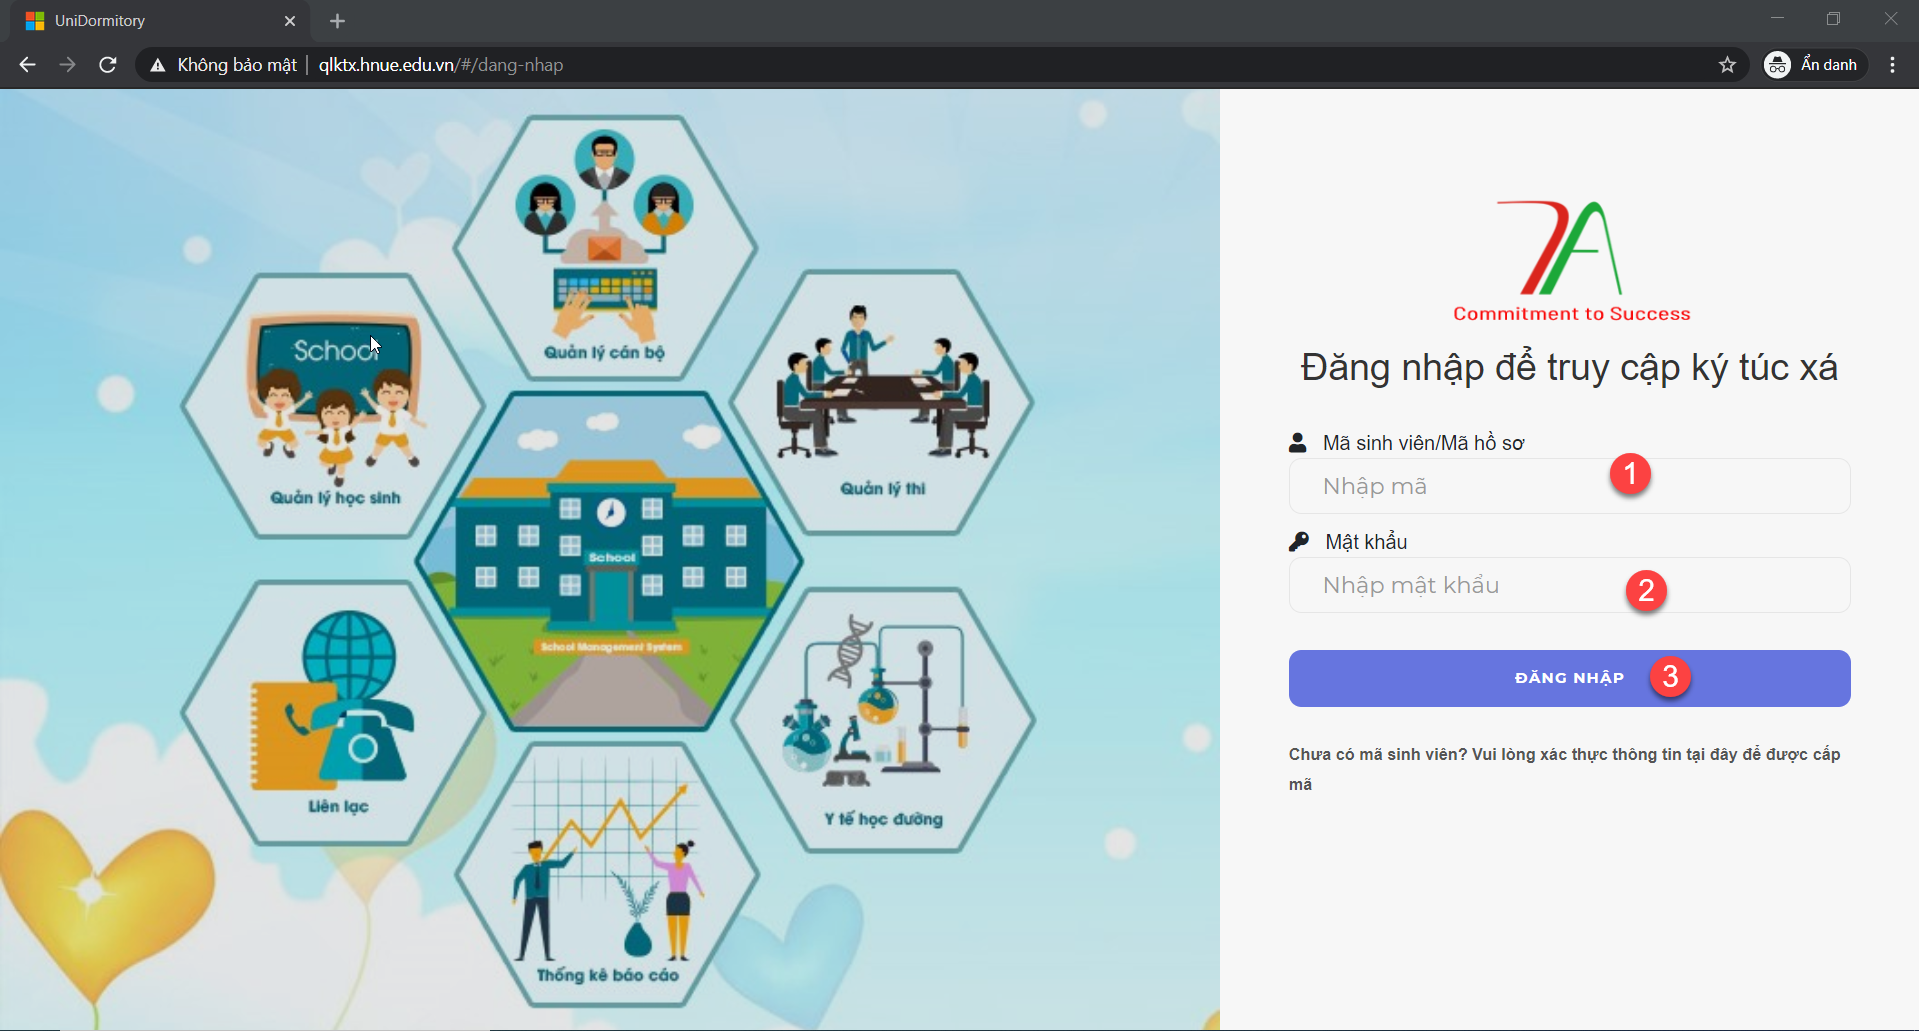 UniDormitory
Không bảo mật | qlktx.hnue.edu.vn/#/dang-nhap
Ẩn danh
Quản lý cán bộ
School
Quản lý học sinh
Quản lý thi
School
School Management System
Liên lạc
Y tế học đường
Thống kê báo cáo
7A
Commitment to Success
Đăng nhập để truy cập ký túc xá
Mã sinh viên/Mã hồ sơ
Nhập mã
1
Mật khẩu
Nhập mật khẩu
2
ĐĂNG NHẬP
3
Chưa có mã sinh viên? Vui lòng xác thực thông tin tại đây để được cấp
mã